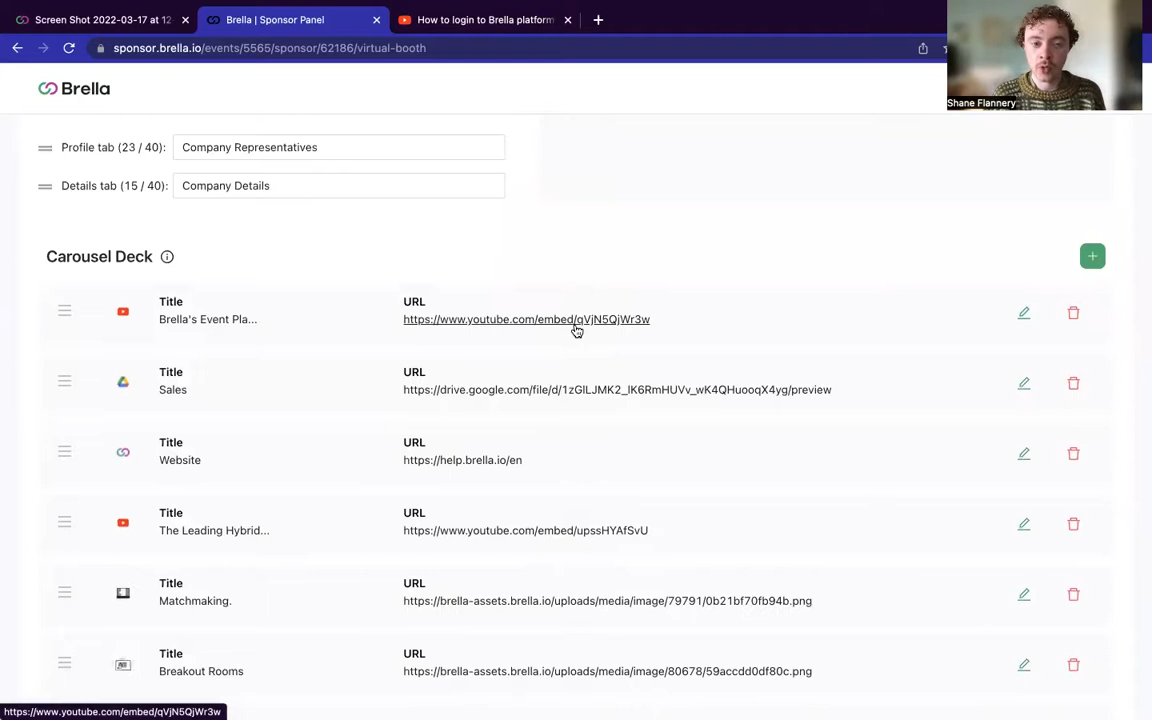 Screen Shot 2022-03-17 at 12
Brella | Sponsor Panel
How to login to Brella platform
sponsor.brella.io/events/5565/sponsor/62186/virtual-booth
Brella
Shane Flannery
Profile tab (23 / 40):
Company Representatives
Details tab (15 / 40):
Company Details
Carousel Deck
Title
URL
Brella's Event Pla...
https://www.youtube.com/embed/qVjN5QjWr3w
Title
URL
Sales
https://drive.google.com/file/d/1zGlLJMK2_lK6RmHUVv_wK4QHuooqX4yg/preview
Title
URL
Website
https://help.brella.io/en
Title
URL
The Leading Hybrid...
https://www.youtube.com/embed/upssHYAfSvU
Title
URL
Matchmaking.
https://brella-assets.brella.io/uploads/media/image/79791/0b21bf70fb94b.png
Title
URL
Breakout Rooms
https://brella-assets.brella.io/uploads/media/image/80678/59accdd0df80c.png
https://www.youtube.com/embed/qVjN5QjWr3w